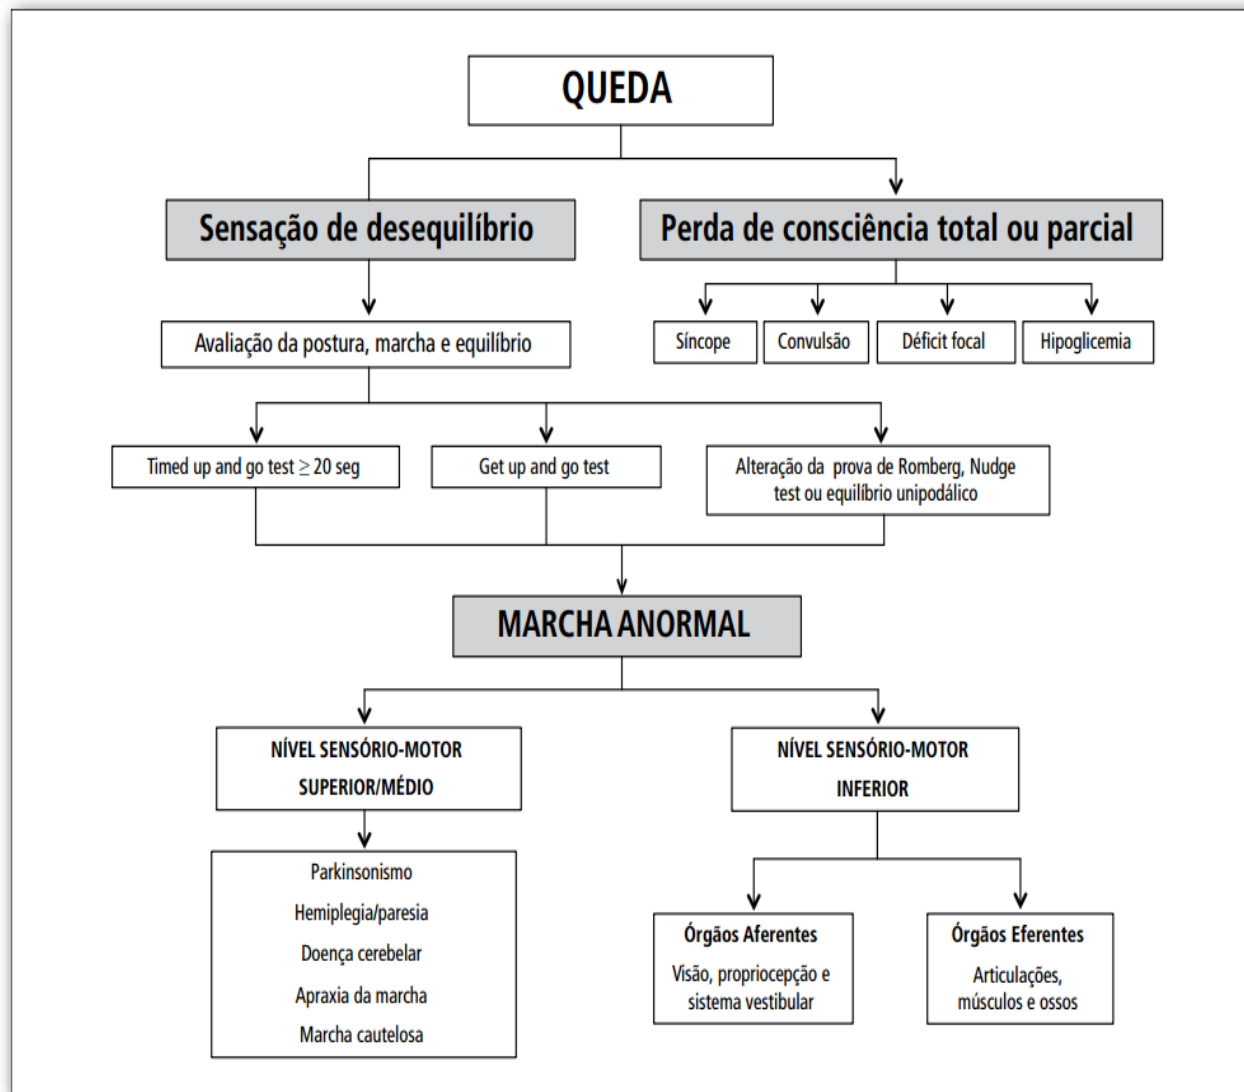 QUEDA
Sensação de desequilíbrio
Perda de consciência total ou parcial
Avaliação da postura, marcha e equilíbrio
Síncope
Convulsão
Déficit focal
Hipoglicemia
Timed up and go test ≥ 20 seg
Get up and go test
Alteração da prova de Romberg, Nudge
test ou equilíbrio unipodálico
MARCHA ANORMAL
NÍVEL SENSÓRIO-MOTOR
SUPERIOR/MÉDIO
NÍVEL SENSÓRIO-MOTOR
INFERIOR
Parkinsonismo
Hemiplegia/paresia
Doença cerebelar
Apraxia da marcha
Marcha cautelosa
Órgãos Aferentes
Visão, propriocepção e
sistema vestibular
Órgãos Eferentes
Articulações,
músculos e ossos